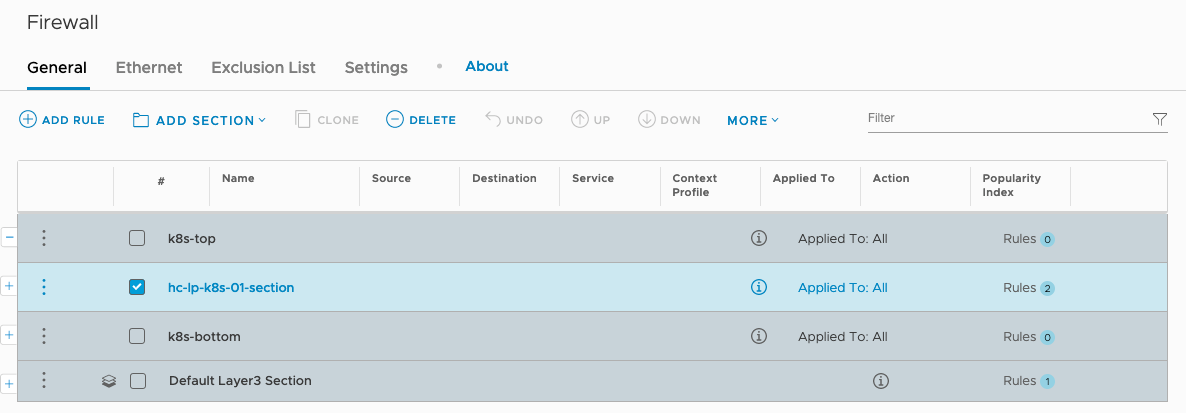 Firewall
General Ethernet Exclusion List Settings • About
ADD RULE ADD SECTION CLONE DELETE UNDO UP DOWN MORE Filter
# Name Source Destination Service Context Profile Applied To Action Popularity Index
k8s-top Applied To: All Rules 0
hc-lp-k8s-01-section Applied To: All Rules 2
k8s-bottom Applied To: All Rules 0
Default Layer3 Section Rules 1